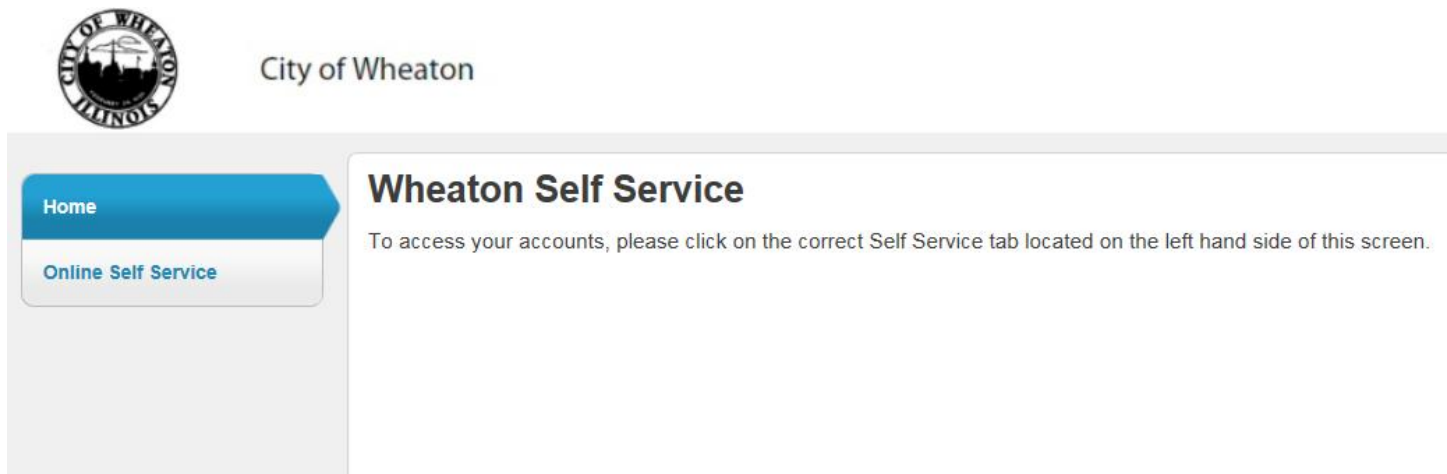 CITY OF WHEATON
ILLINOIS
City of Wheaton
Home
Online Self Service
Wheaton Self Service
To access your accounts, please click on the correct Self Service tab located on the left hand side of this screen.